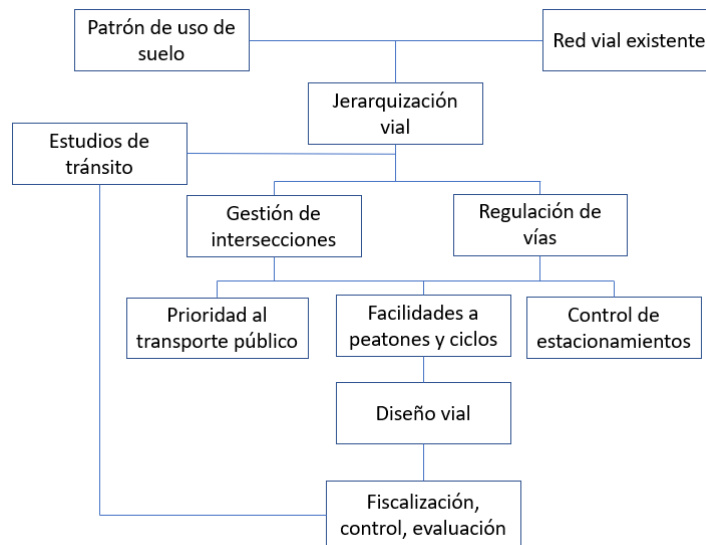 Patrón de uso de
suelo
Red vial existente
Jerarquización
vial
Estudios de
tránsito
Gestión de
intersecciones
Regulación de
vías
Prioridad al
transporte público
Facilidades a
peatones y ciclos
Control de
estacionamientos
Diseño vial
Fiscalización,
control, evaluación